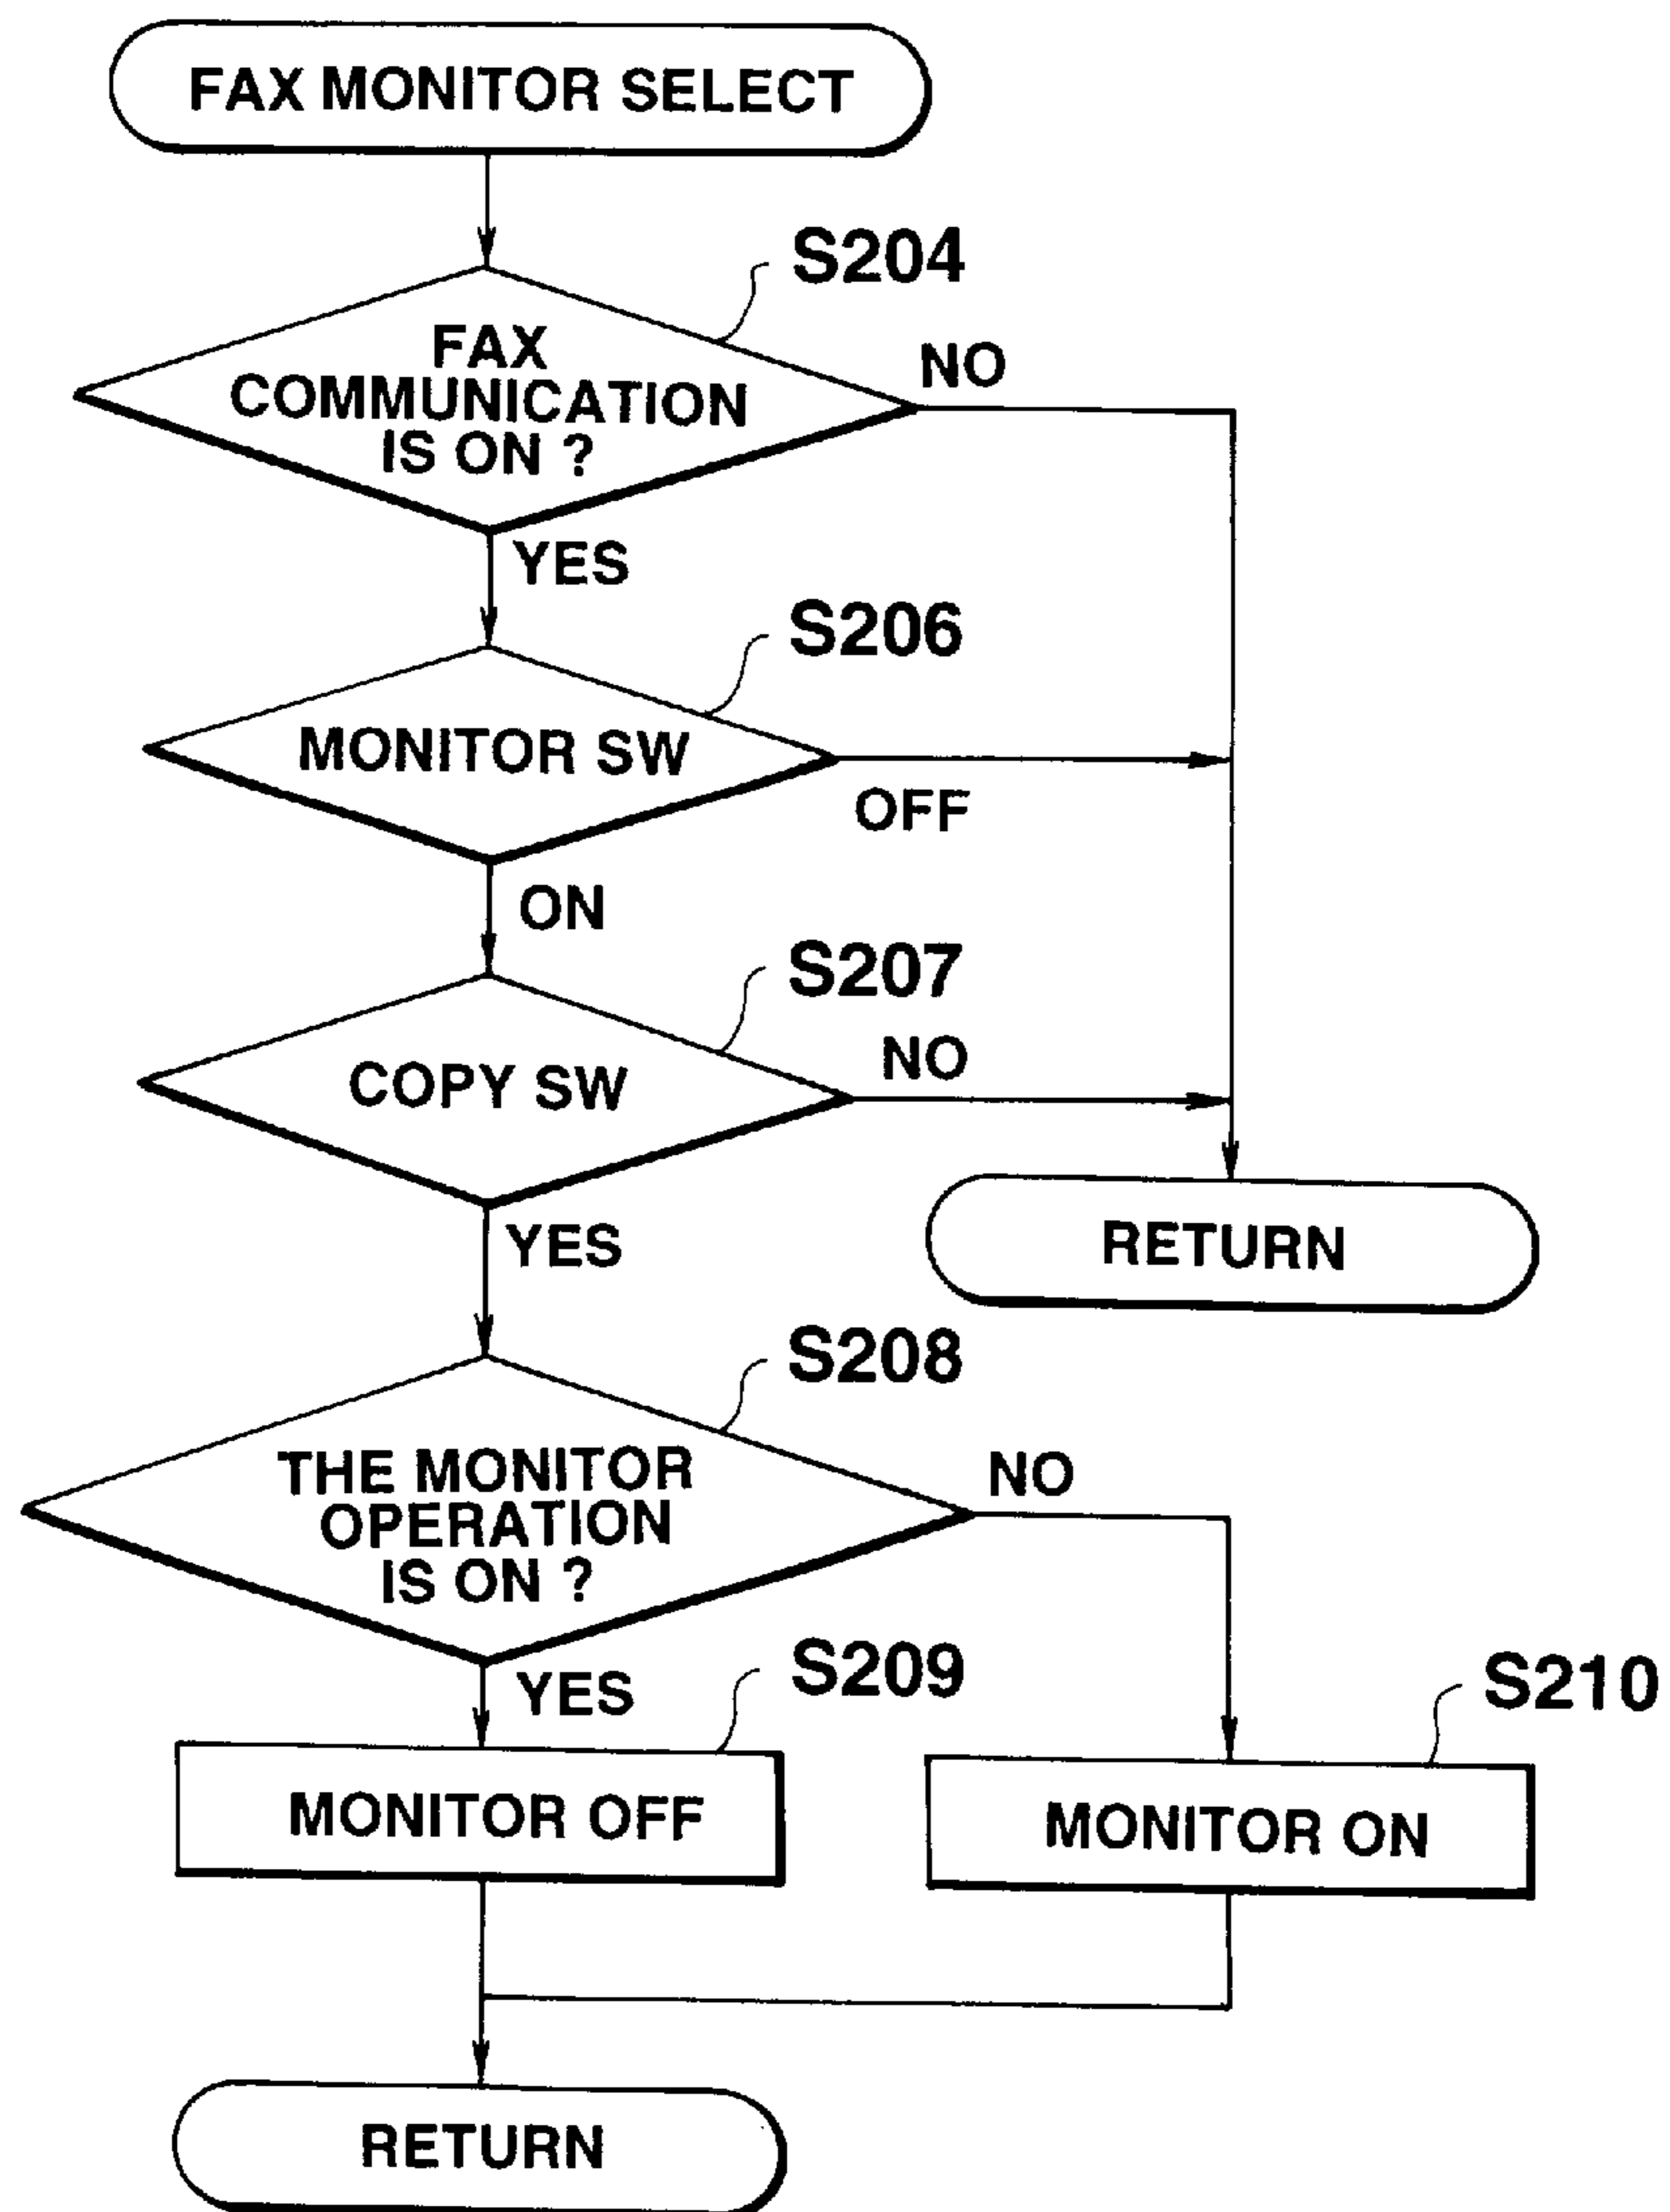 FAX MONITOR SELECT
S204
FAX
COMMUNICATION
IS ON ?
NO
YES
S206
MONITOR SW
OFF
ON
S207
COPY SW
NO
YES
RETURN
S208
THE MONITOR
OPERATION
IS ON ?
NO
YES
S209
S210
MONITOR OFF
MONITOR ON
RETURN